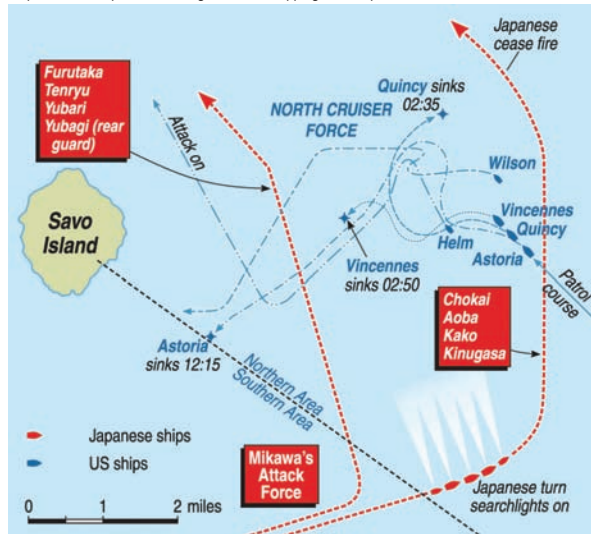 Japanese
cease fire
Furutaka
Tenryu
Yubari
Yubagi (rear
guard)
Attack on
NORTH CRUISER
FORCE
Quincy sinks
02:35
Wilson
Vincennes
Quincy
Helm
Astoria
Patrol
course
Savo
Island
Vincennes
sinks 02:50
Chokai
Aoba
Kako
Kinugasa
Astoria
sinks 12:15
Northern Area
Southern Area
Japanese ships
US ships
0 1 2 miles
Mikawa's
Attack
Force
Japanese turn
searchlights on